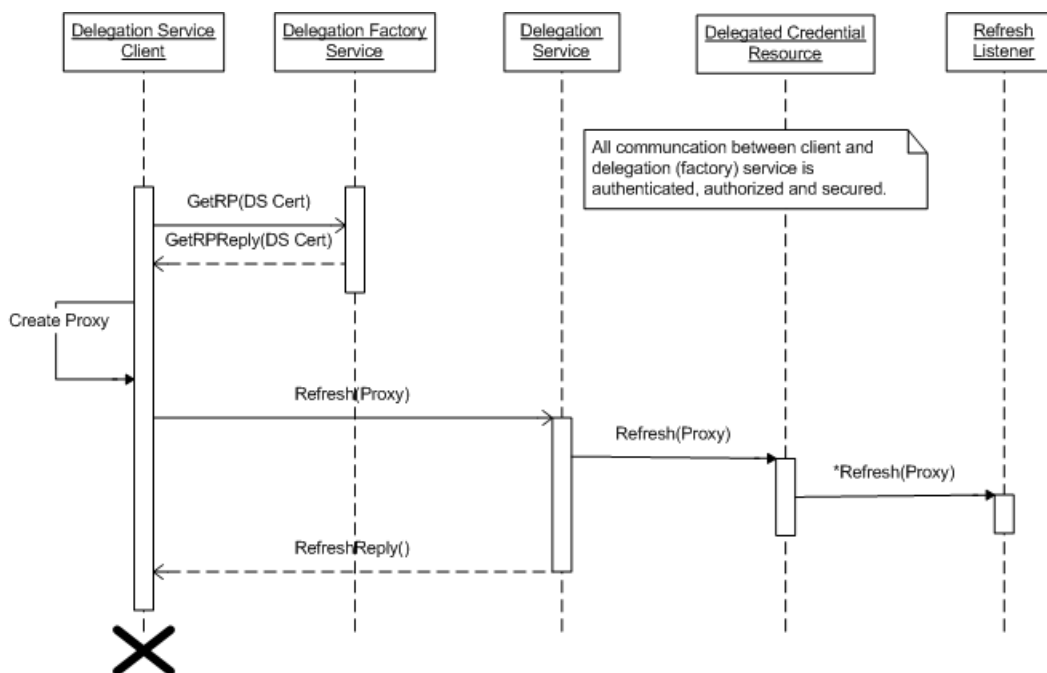 Delegation Service
Client
Delegation Factory
Service
Delegation
Service
Delegated Credential
Resource
Refresh
Listener
All communcation between client and
delegation (factory) service is
authenticated, authorized and secured.
GetRP(DS Cert)
GetRPReply(DS Cert)
Create Proxy
Refresh(Proxy)
Refresh(Proxy)
*Refresh(Proxy)
RefreshReply()